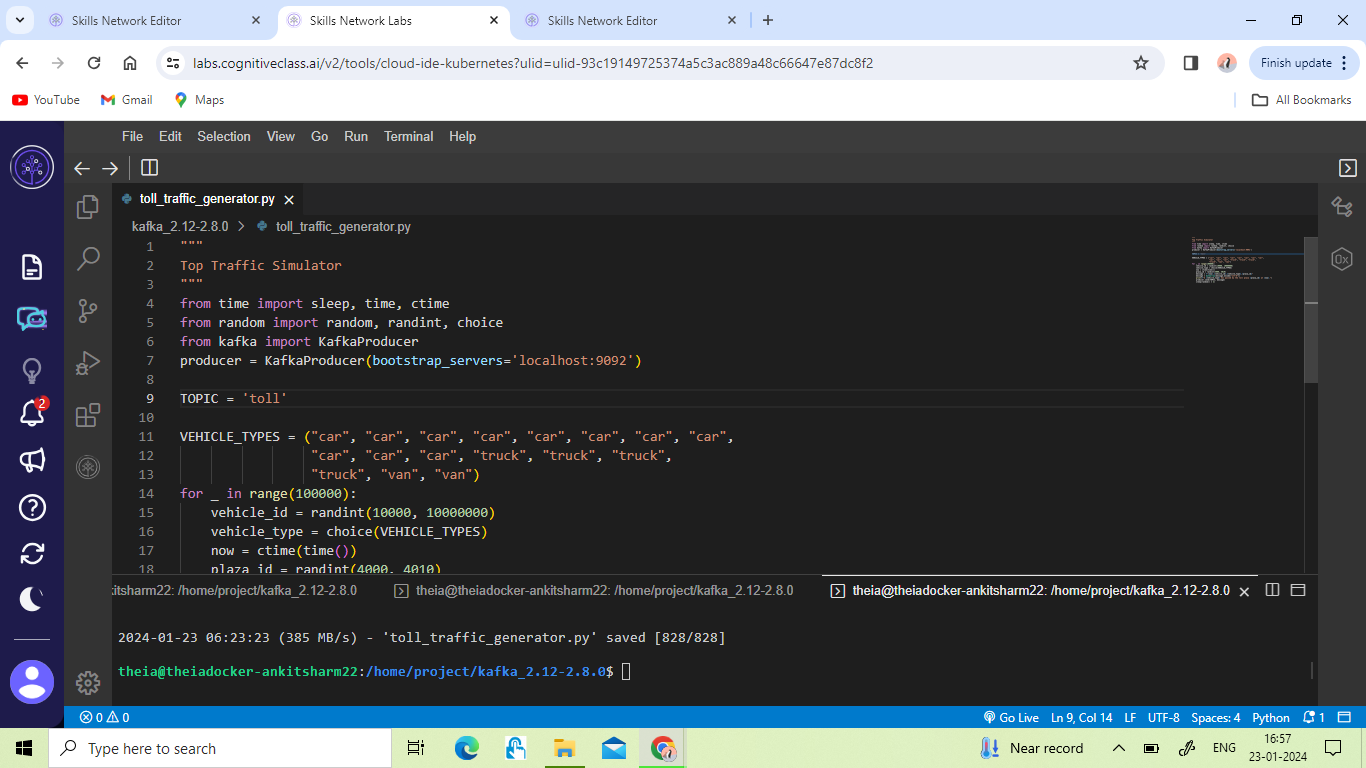 Skills Network Editor
Skills Network Labs
Skills Network Editor
labs.cognitiveclass.ai/v2/tools/cloud-ide-kubernetes?ulid=ulid-93c19149725374a5c3ac889a48c66647e87dc8f2
Finish update
YouTube
Gmail
Maps
All Bookmarks
File Edit Selection View Go Run Terminal Help
toll_traffic_generator.py
kafka_2.12-2.8.0 > toll_traffic_generator.py
1 """
2 Top Traffic Simulator
3 """
4 from time import sleep, time, ctime
5 from random import random, randint, choice
6 from kafka import KafkaProducer
7 producer = KafkaProducer(bootstrap_servers='localhost:9092')
8
9 TOPIC = 'toll'
10
11 VEHICLE_TYPES = ("car", "car", "car", "car", "car", "car", "car", "car",
12 "car", "car", "car", "truck", "truck", "truck",
13 "truck", "van", "van")
14 for _ in range(100000):
15 vehicle_id = randint(10000, 10000000)
16 vehicle_type = choice(VEHICLE_TYPES)
17 now = ctime(time())
18 plaza_id = randint(4000, 4010)
2
0x
itsharm22: /home/project/kafka_2.12-2.8.0
theia@theiadocker-ankitsharm22: /home/project/kafka_2.12-2.8.0
theia@theiadocker-ankitsharm22: /home/project/kafka_2.12-2.8.0
2024-01-23 06:23:23 (385 MB/s) - 'toll_traffic_generator.py' saved [828/828]
theia@theiadocker-ankitsharm22:/home/project/kafka_2.12-2.8.0$
0 0
Go Live Ln 9, Col 14 LF UTF-8 Spaces: 4 Python 1
Type here to search
Near record
ENG
16:57
23-01-2024